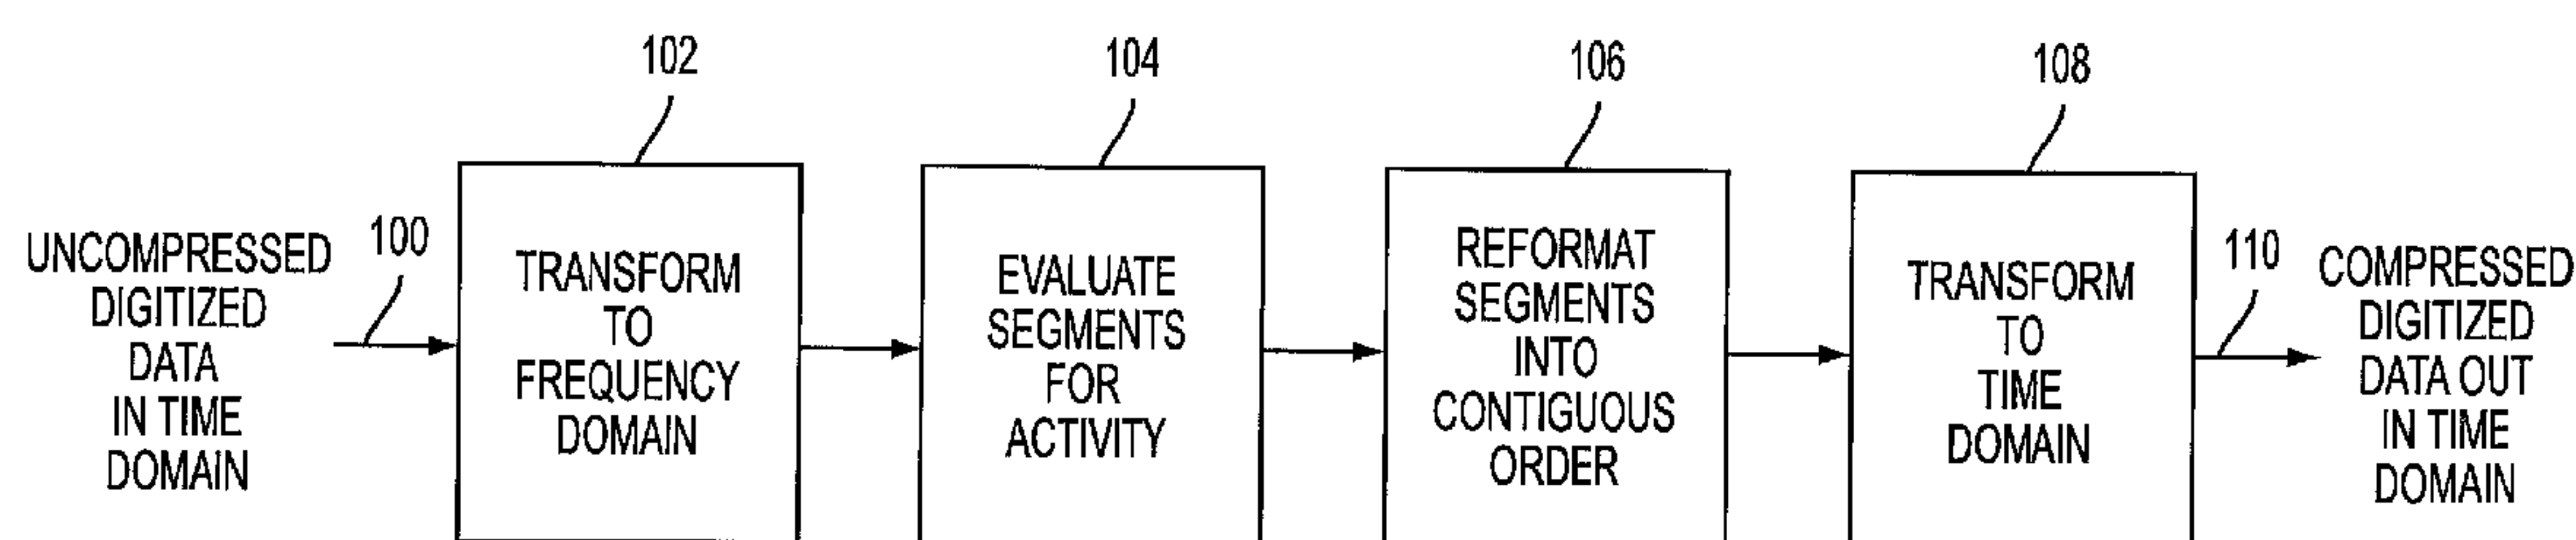 102
104
106
108
100
110
UNCOMPRESSED
DIGITIZED
DATA
IN TIME
DOMAIN
TRANSFORM
TO
FREQUENCY
DOMAIN
EVALUATE
SEGMENTS
FOR
ACTIVITY
REFORMAT
SEGMENTS
INTO
CONTIGUOUS
ORDER
TRANSFORM
TO
TIME
DOMAIN
COMPRESSED
DIGITIZED
DATA OUT
IN TIME
DOMAIN